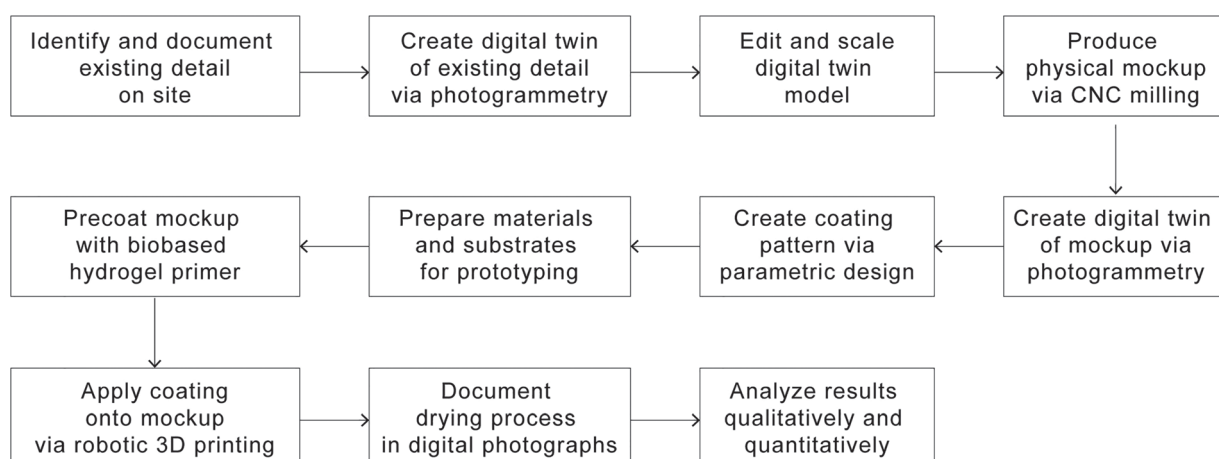 Identify and document
existing detail
on site
Create digital twin
of existing detail
via photogrammetry
Edit and scale
digital twin
model
Produce
physical mockup
via CNC milling
Create digital twin
of mockup via
photogrammetry
Create coating
pattern via
parametric design
Prepare materials
and substrates
for prototyping
Precoat mockup
with biobased
hydrogel primer
Apply coating
onto mockup
via robotic 3D printing
Document
drying process
in digital photographs
Analyze results
qualitatively and
quantitatively